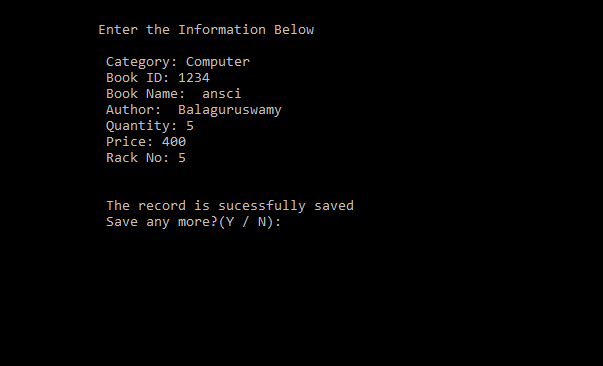 Enter the Information Below
Category: Computer
Book ID: 1234
Book Name:  ansci
Author:  Balaguruswamy
Quantity: 5
Price: 400
Rack No: 5
The record is sucessfully saved
Save any more?(Y / N):